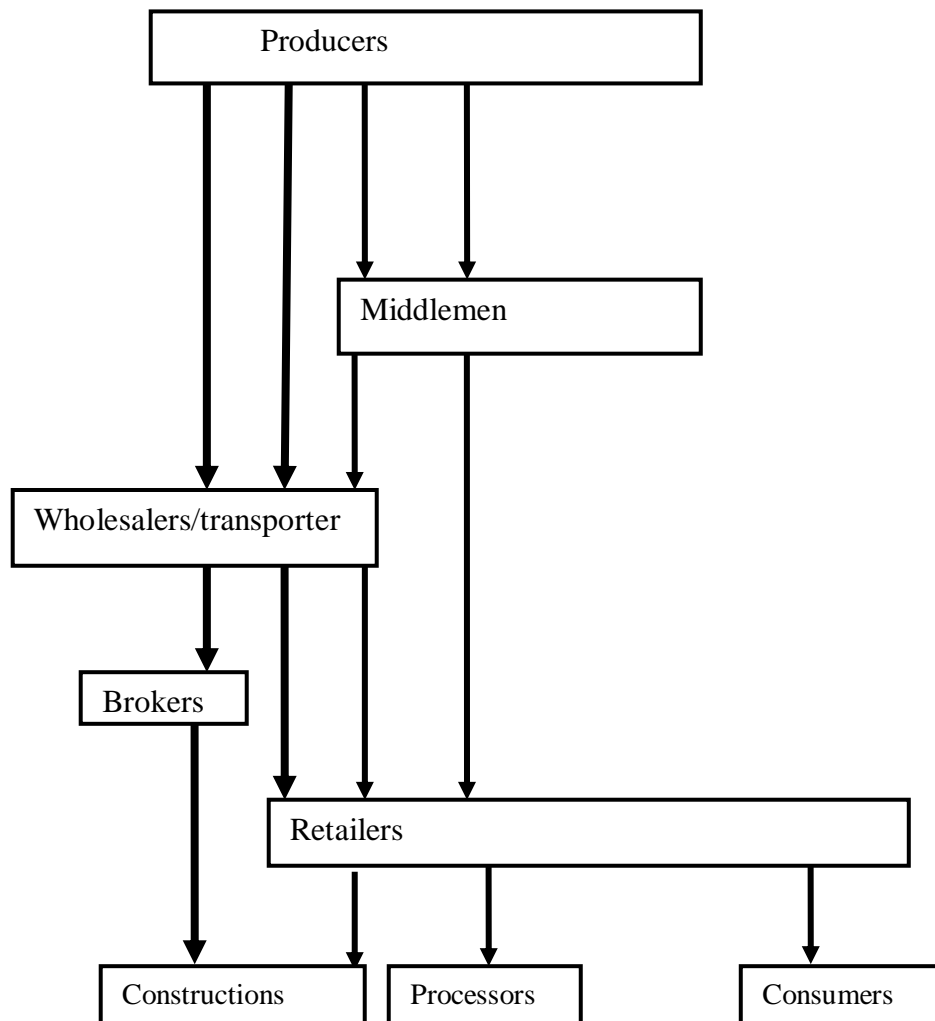 Producers
Middlemen
Wholesalers/transporter
Brokers
Retailers
Constructions
Processors
Consumers